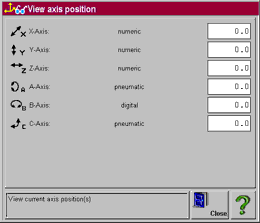 View axis position
X X-Axis: numeric 0.0
Y Y-Axis: numeric 0.0
Z Z-Axis: numeric 0.0
A A-Axis: pneumatic 0.0
B B-Axis: digital 0.0
C C-Axis: pneumatic 0.0
View current axis position(s)
Close
?